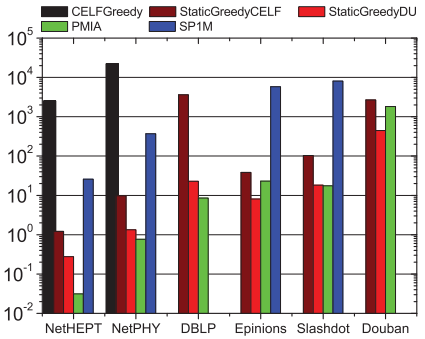 CELFGreedy StaticGreedyCELF StaticGreedyDU
PMIA SP1M
10^5
10^4
10^3
10^2
10^1
10^0
10^-1
10^-2
NetHEPT NetPHY DBLP Epinions Slashdot Douban